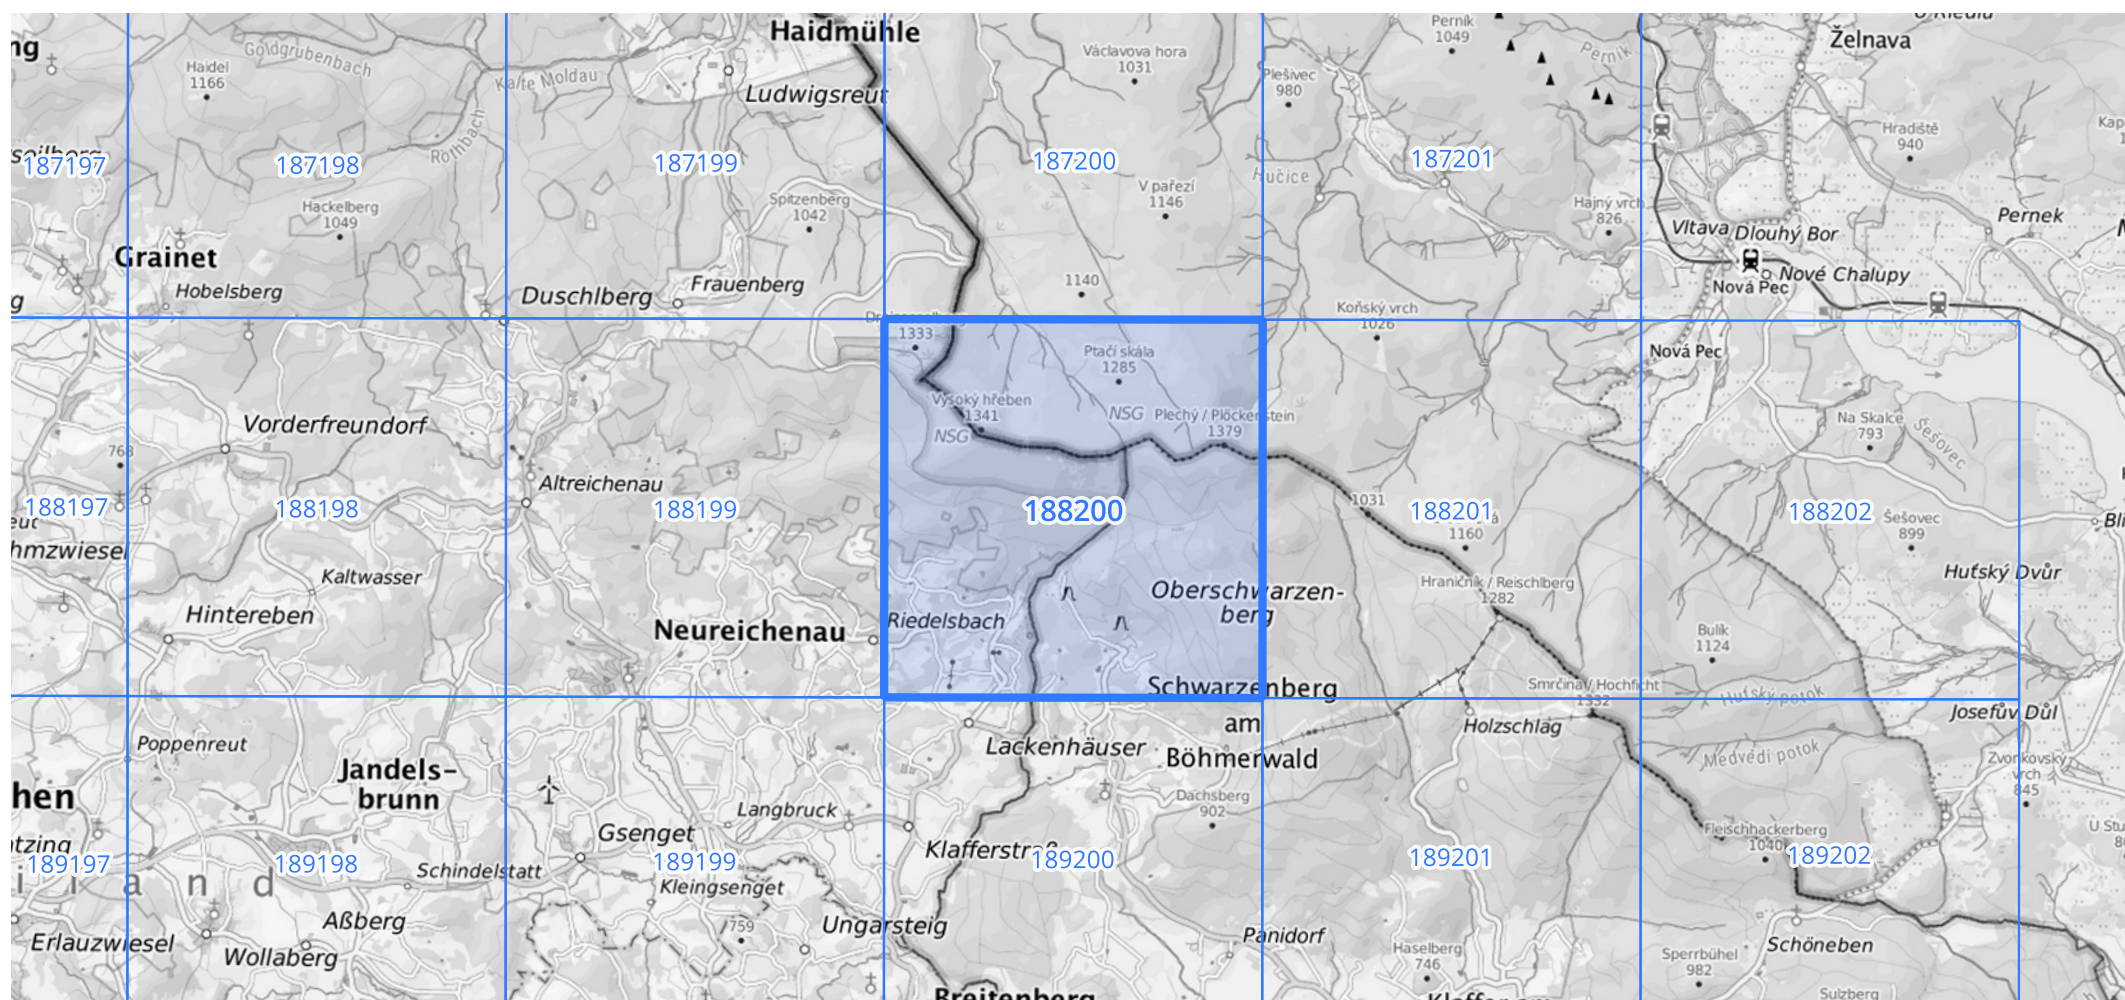 Haidmühle
ng
Goldgrubenbach
Haidel
1166
Kalte Moldau
Ludwigsreut
Rothbach
Václavova hora
1031
Perník
1049
Perník
Plešivec
980
Želnava
Hradiště
940
187197
187198
187199
187200
187201
Hučice
V pařezí
1146
Hackelberg
1049
Spitzenberg
1042
Hajný vrch
826
Pernek
Vltava
Dlouhý Bor
Grainet
Hobelsberg
g
Duschlberg
Frauenberg
1140
Nové Chalupy
Nová Pec
Koňský vrch
1026
1333
Ptačí skála
1285
Nová Pec
Vysoký hřeben
1341
NSG
NSG
Plechý / Plöckenstein
1379
Na Skalce
793
Šešovec
Vorderfreundorf
768
Altreichenau
188197
188198
188199
188200
188201
188202
1031
1160
Šešovec
899
hmzwiesel
Kaltwasser
Hintereben
Neureichenau
Riedelsbach
Oberschwarzen-
berg
Hraničník / Reischlberg
1282
Huťský Dvůr
Bulík
1124
Schwarzenberg
am
Böhmerwald
Smrčina / Hochficht
1332
Huťský potok
Josefův Důl
Holzschlag
Lackenhäuser
Medvědí potok
Zvonkovský
vrch
845
Poppenreut
Jandels-
brunn
hen
Langbruck
Gsenget
Dachsberg
902
Fleischhackerberg
1040
Klafferstraß
189197
189198
189199
189200
189201
189202
i a n d
Schindelstatt
Kleingsenget
Aßberg
759
Ungarsteig
Erlauzwiesel
Wollaberg
Panidorf
Haselberg
746
Schöneben
Sperrbühel
982
Breitenberg
Sulzberg